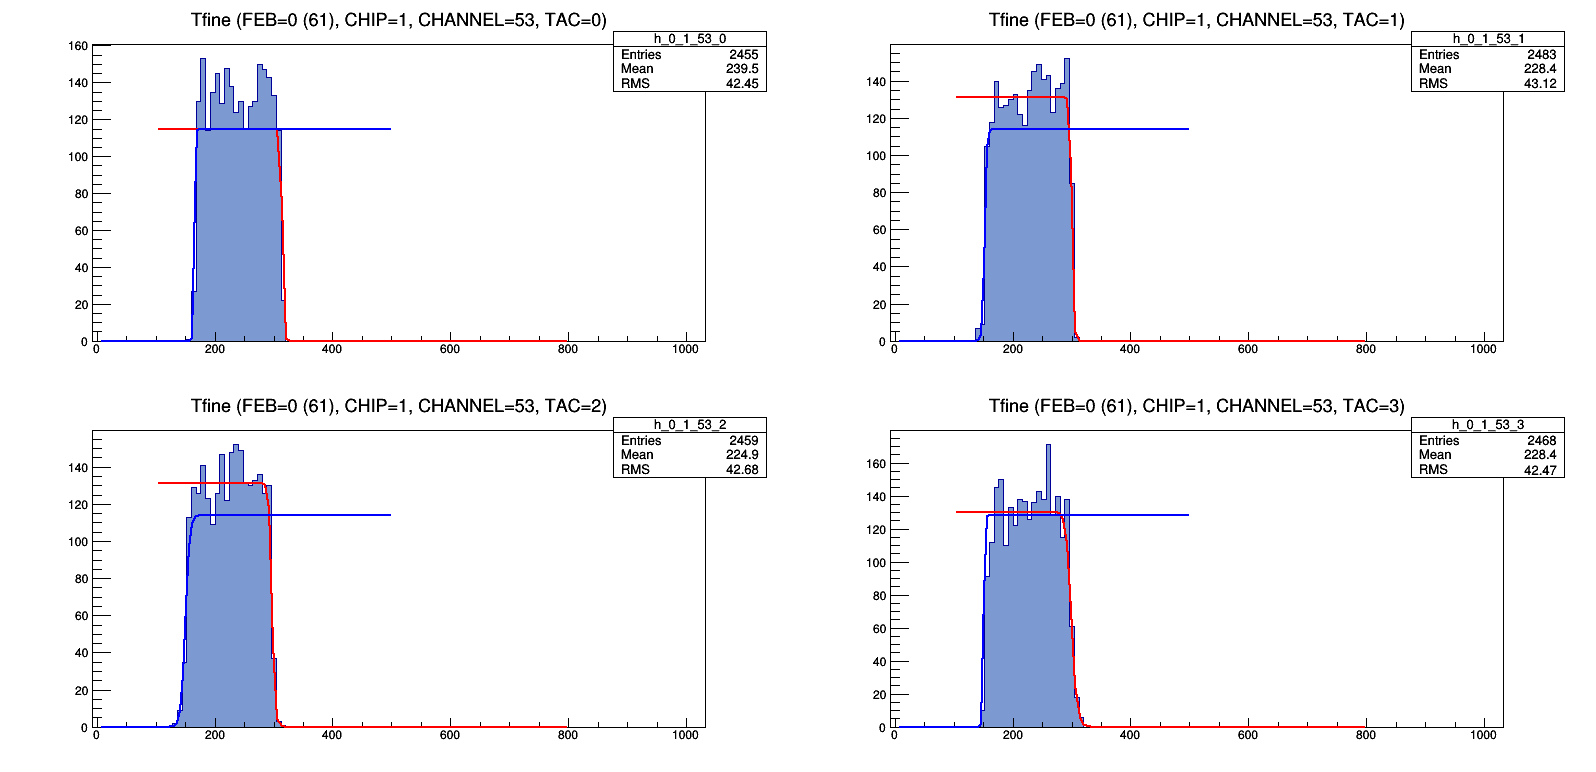 Tfine (FEB=0 (61), CHIP=1, CHANNEL=53, TAC=0)
h_0_1_53_0
Entries 2455
Mean 239.5
RMS 42.45
160
140
120
100
80
60
40
20
0
0 200 400 600 800 1000
Tfine (FEB=0 (61), CHIP=1, CHANNEL=53, TAC=1)
h_0_1_53_1
Entries 2483
Mean 228.4
RMS 43.12
140
120
100
80
60
40
20
0
0 200 400 600 800 1000
Tfine (FEB=0 (61), CHIP=1, CHANNEL=53, TAC=2)
h_0_1_53_2
Entries 2459
Mean 224.9
RMS 42.68
140
120
100
80
60
40
20
0
0 200 400 600 800 1000
Tfine (FEB=0 (61), CHIP=1, CHANNEL=53, TAC=3)
h_0_1_53_3
Entries 2468
Mean 228.4
RMS 42.47
160
140
120
100
80
60
40
20
0
0 200 400 600 800 1000